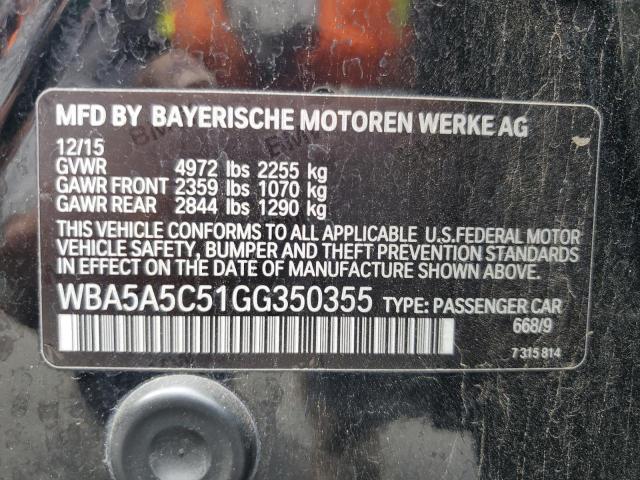 MFD BY BAYERISCHE MOTOREN WERKE AG
12/15
GVWR 4972 lbs 2255 kg
GAWR FRONT 2359 lbs 1070 kg
GAWR REAR 2844 lbs 1290 kg
THIS VEHICLE CONFORMS TO ALL APPLICABLE U.S.FEDERAL MOTOR
VEHICLE SAFETY, BUMPER AND THEFT PREVENTION STANDARDS
IN EFFECT ON THE DATE OF MANUFACTURE SHOWN ABOVE.
WBA5A5C51GG350355 TYPE: PASSENGER CAR
668/9
7 315 814